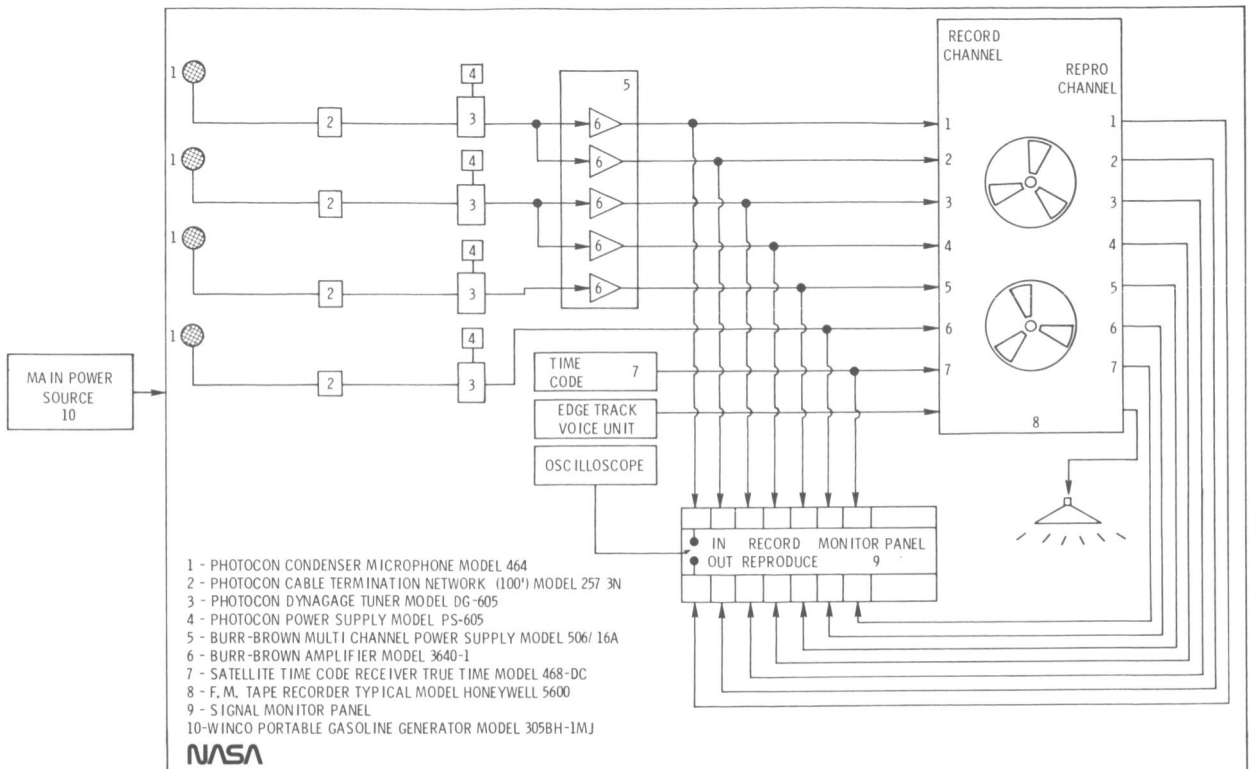 RECORD
CHANNEL
REPRO
CHANNEL
1
4
5
2
3
6
1
1
1
4
6
2
2
2
3
6
3
3
1
4
6
4
4
2
3
6
5
5
1
4
6
6
2
3
TIME
CODE 7
7
7
MAIN POWER
SOURCE
10
EDGE TRACK
VOICE UNIT
8
OSCILLOSCOPE
IN RECORD MONITOR PANEL
OUT REPRODUCE 9
1 - PHOTOCON CONDENSER MICROPHONE MODEL 464
2 - PHOTOCON CABLE TERMINATION NETWORK (100') MODEL 257 3N
3 - PHOTOCON DYNAGAGE TUNER MODEL DG-605
4 - PHOTOCON POWER SUPPLY MODEL PS-605
5 - BURR-BROWN MULTI CHANNEL POWER SUPPLY MODEL 506/16A
6 - BURR-BROWN AMPLIFIER MODEL 3640-1
7 - SATELLITE TIME CODE RECEIVER TRUE TIME MODEL 468-DC
8 - F.M. TAPE RECORDER TYPICAL MODEL HONEYWELL 5600
9 - SIGNAL MONITOR PANEL
10-WINCO PORTABLE GASOLINE GENERATOR MODEL 305BH-1MJ
NASA